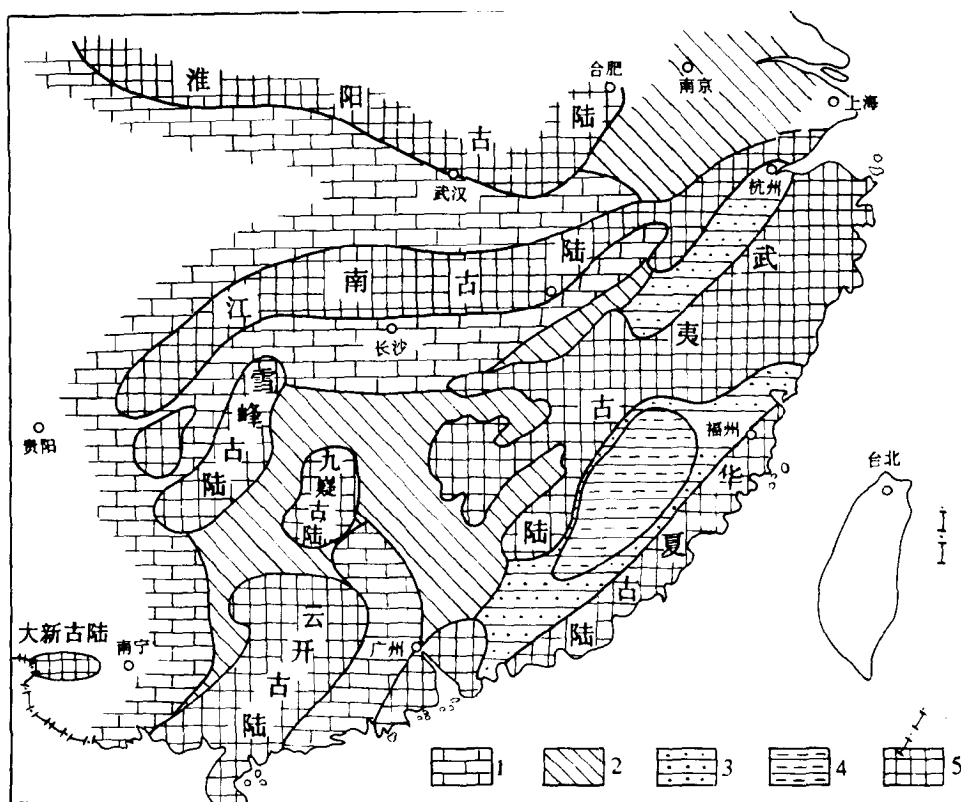 淮阳古陆
合肥
南京
上海
武汉
杭州
江南古陆
长沙
武夷古陆
雪峰古陆
贵阳
九嶷古陆
福州
台北
华夏古陆
云开古陆
广州
大新古陆
南宁
1
2
3
4
5